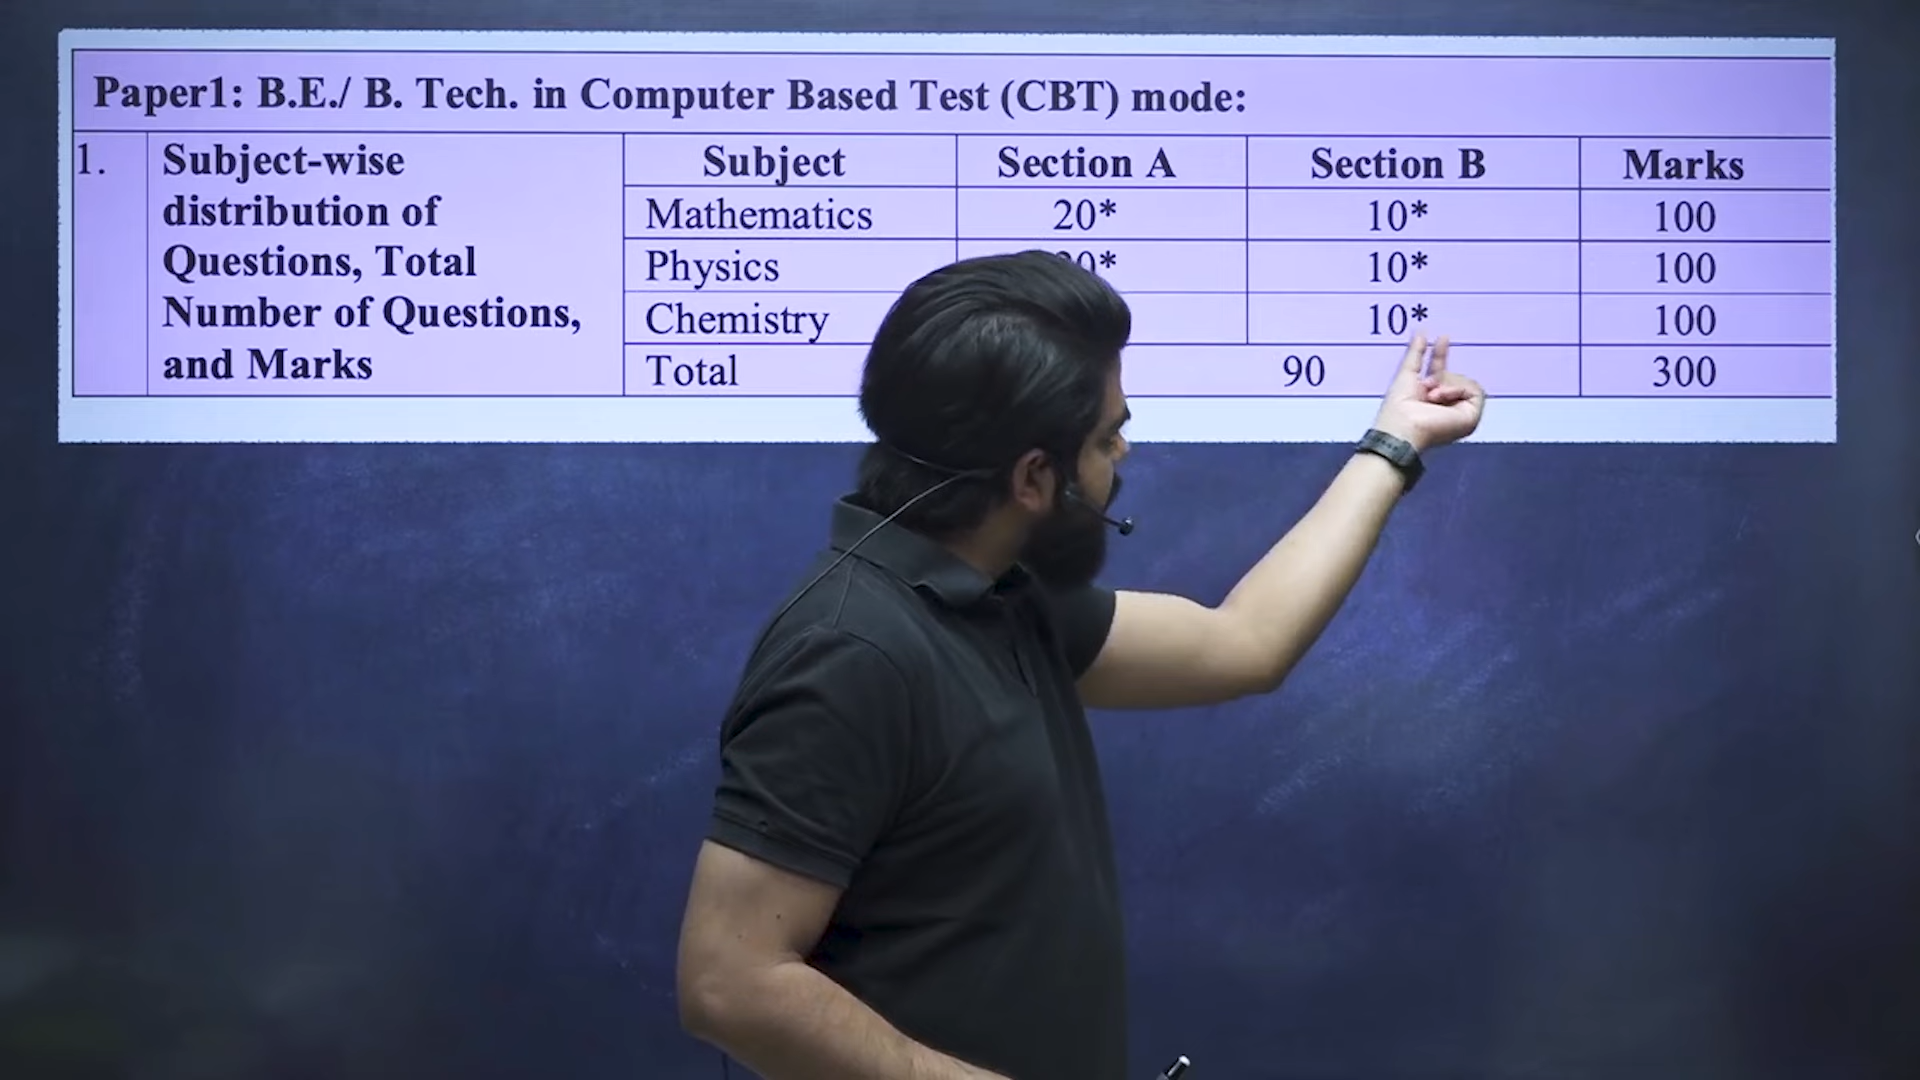 Paper1: B.E./ B. Tech. in Computer Based Test (CBT) mode:
1. Subject-wise distribution of Questions, Total Number of Questions, and Marks
Subject Section A Section B Marks
Mathematics 20* 10* 100
Physics 10* 100
Chemistry 10* 100
Total 90 300